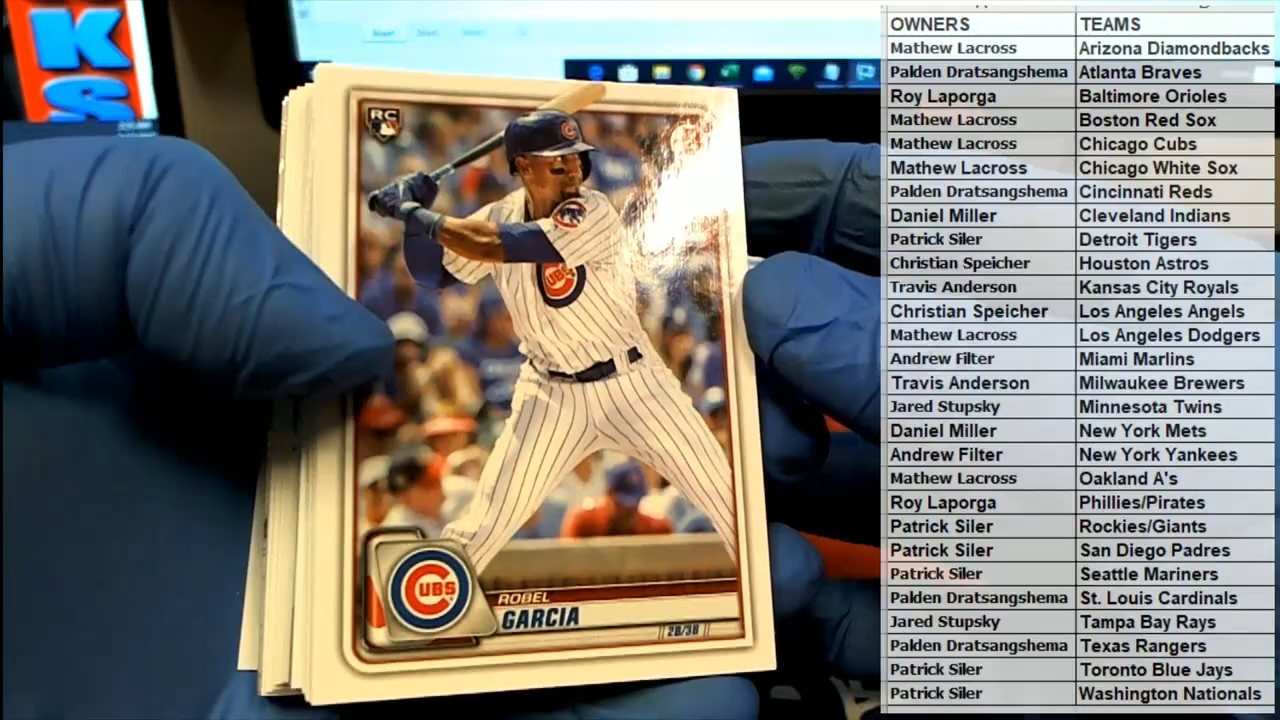 K
S
RC
CUBS
CUBS
ROBEL
GARCIA
2B/3B
OWNERS TEAMS
Mathew Lacross Arizona Diamondbacks
Palden Dratsangshema Atlanta Braves
Roy Laporga Baltimore Orioles
Mathew Lacross Boston Red Sox
Mathew Lacross Chicago Cubs
Mathew Lacross Chicago White Sox
Palden Dratsangshema Cincinnati Reds
Daniel Miller Cleveland Indians
Patrick Siler Detroit Tigers
Christian Speicher Houston Astros
Travis Anderson Kansas City Royals
Christian Speicher Los Angeles Angels
Mathew Lacross Los Angeles Dodgers
Andrew Filter Miami Marlins
Travis Anderson Milwaukee Brewers
Jared Stupsky Minnesota Twins
Daniel Miller New York Mets
Andrew Filter New York Yankees
Mathew Lacross Oakland A's
Roy Laporga Phillies/Pirates
Patrick Siler Rockies/Giants
Patrick Siler San Diego Padres
Patrick Siler Seattle Mariners
Palden Dratsangshema St. Louis Cardinals
Jared Stupsky Tampa Bay Rays
Palden Dratsangshema Texas Rangers
Patrick Siler Toronto Blue Jays
Patrick Siler Washington Nationals